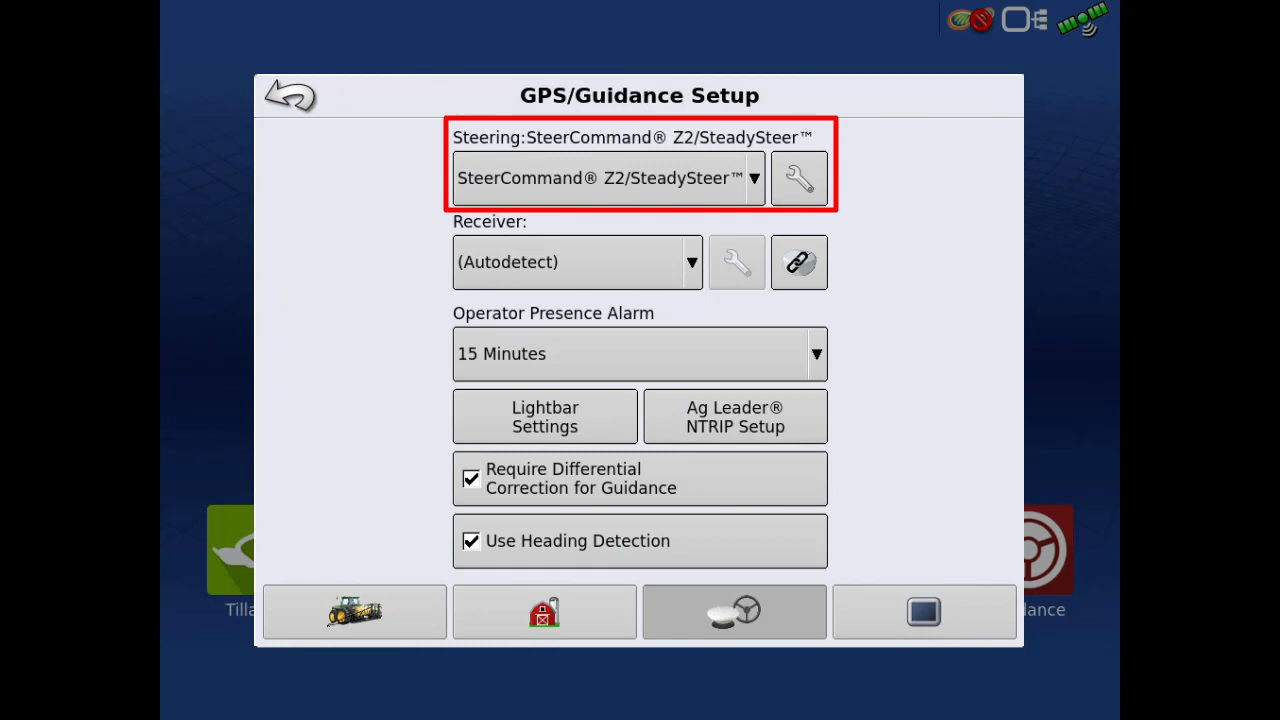 GPS/Guidance Setup
Steering:SteerCommand® Z2/SteadySteer™
SteerCommand® Z2/SteadySteer™
Receiver:
(Autodetect)
Operator Presence Alarm
15 Minutes
Lightbar
Settings
Ag Leader®
NTRIP Setup
Require Differential
Correction for Guidance
Use Heading Detection
Tilla
dance